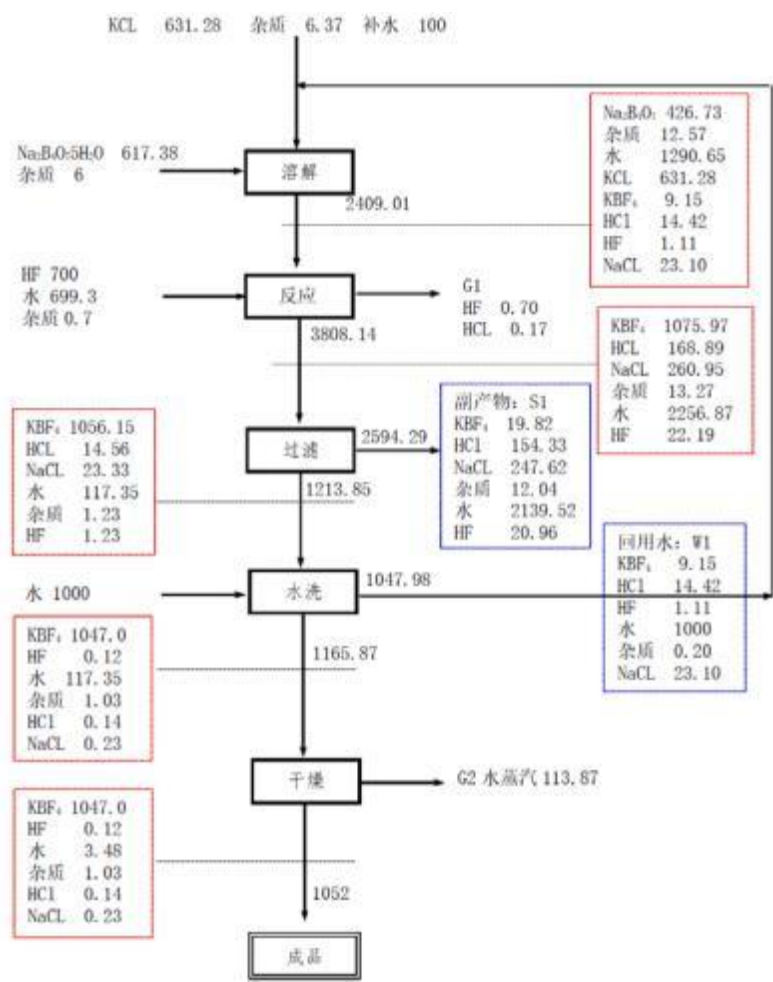 KCL 631.28 杂质 6.37 补水 100
Na₂B₄O₇5H₂O 617.38
杂质 6
溶解
2409.01
Na₂B₄O₇ 426.73
杂质 12.57
水 1290.65
KCL 631.28
KBF₄ 9.15
HCl 14.42
HF 1.11
NaCL 23.10
HF 700
水 699.3
杂质 0.7
反应
G1
HF 0.70
HCL 0.17
3808.14
KBF₄ 1075.97
HCL 168.89
NaCL 260.95
杂质 13.27
水 2256.87
HF 22.19
KBF₄ 1056.15
HCL 14.56
NaCL 23.33
水 117.35
杂质 1.23
HF 1.23
过滤
2594.29
1213.85
副产物: S1
KBF₄ 19.82
HCl 154.33
NaCL 247.62
杂质 12.04
水 2139.52
HF 20.96
水 1000
水洗
1047.98
回用水: W1
KBF₄ 9.15
HCl 14.42
HF 1.11
水 1000
杂质 0.20
NaCL 23.10
1165.87
KBF₄ 1047.0
HF 0.12
水 117.35
杂质 1.03
HCl 0.14
NaCL 0.23
干燥
G2 水蒸汽 113.87
KBF₄ 1047.0
HF 0.12
水 3.48
杂质 1.03
HCl 0.14
NaCL 0.23
1052
成品